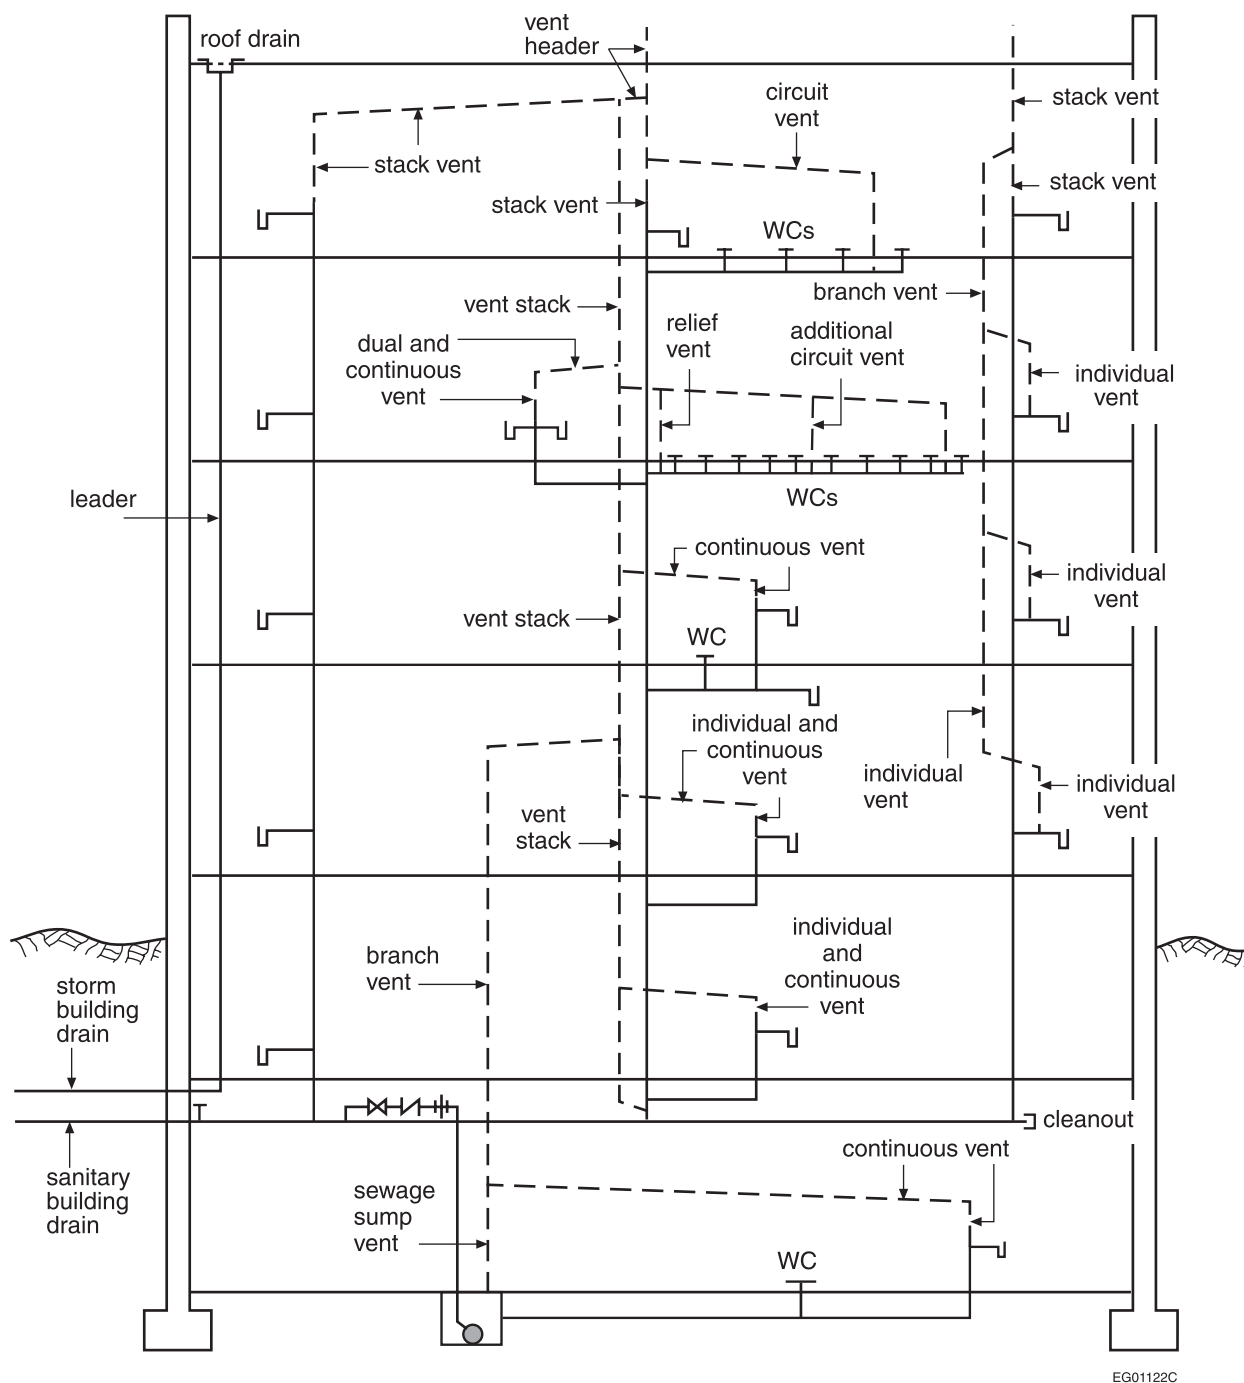 roof drain
vent
header
circuit
vent
stack vent
stack vent
stack vent
stack vent
WCs
branch vent
vent stack
relief
vent
additional
circuit vent
dual and
continuous
vent
individual
vent
leader
WCs
continuous vent
individual
vent
vent stack
WC
individual and
continuous
vent
individual
vent
individual
vent
vent
stack
individual
and
continuous
vent
branch
vent
storm
building
drain
cleanout
continuous vent
sanitary
building
drain
sewage
sump
vent
WC
EG01122C